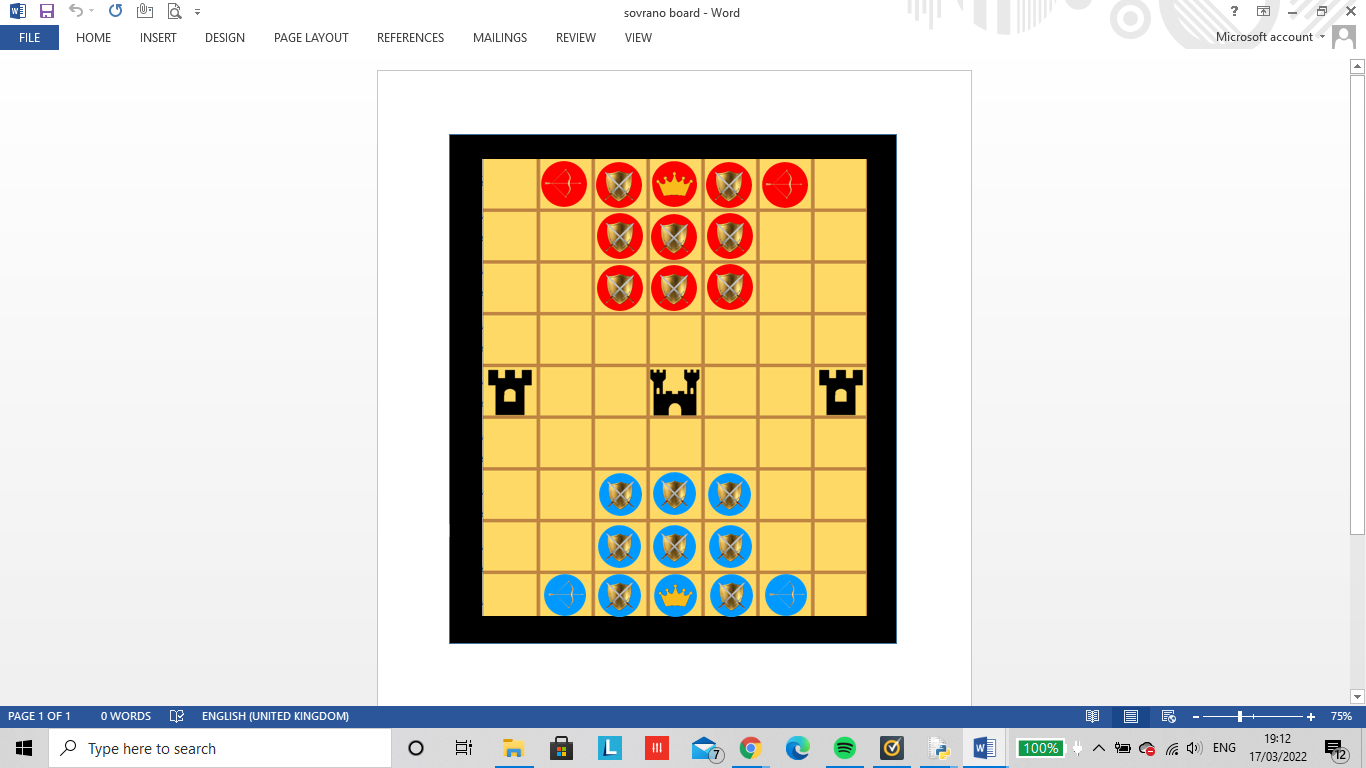 sovrano board - Word
FILE HOME INSERT DESIGN PAGE LAYOUT REFERENCES MAILINGS REVIEW VIEW
Microsoft account
PAGE 1 OF 1 0 WORDS ENGLISH (UNITED KINGDOM) 75%
Type here to search
L
7
100%
ENG
19:12
17/03/2022
12